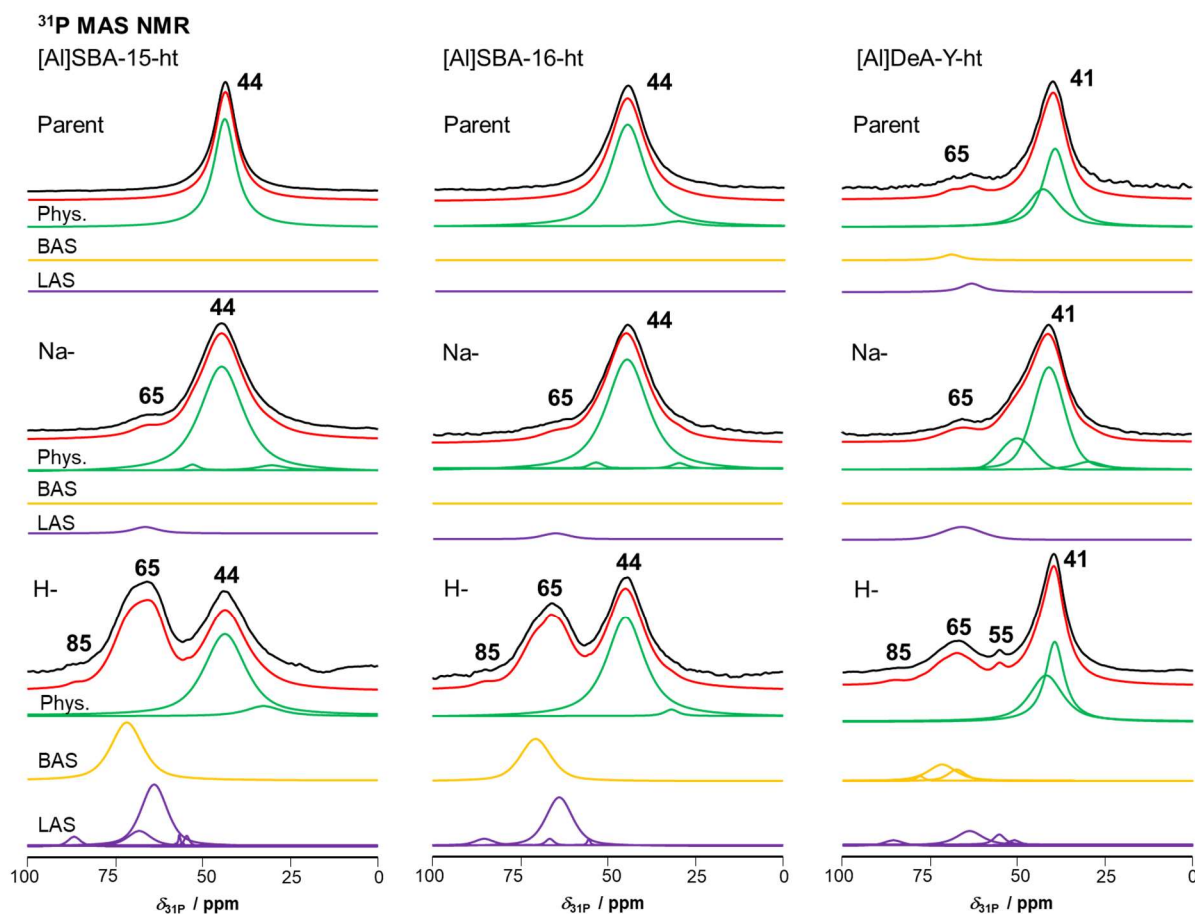 ³¹P MAS NMR
[Al]SBA-15-ht
44
Parent
Phys.
BAS
LAS
44
Na-
65
Phys.
BAS
LAS
65
44
H-
85
Phys.
BAS
LAS
100 75 50 25 0
δ31P / ppm
[Al]SBA-16-ht
44
Parent
44
Na-
65
65
44
H-
85
100 75 50 25 0
δ31P / ppm
[Al]DeA-Y-ht
41
Parent
65
41
Na-
65
41
H-
65
55
85
100 75 50 25 0
δ31P / ppm